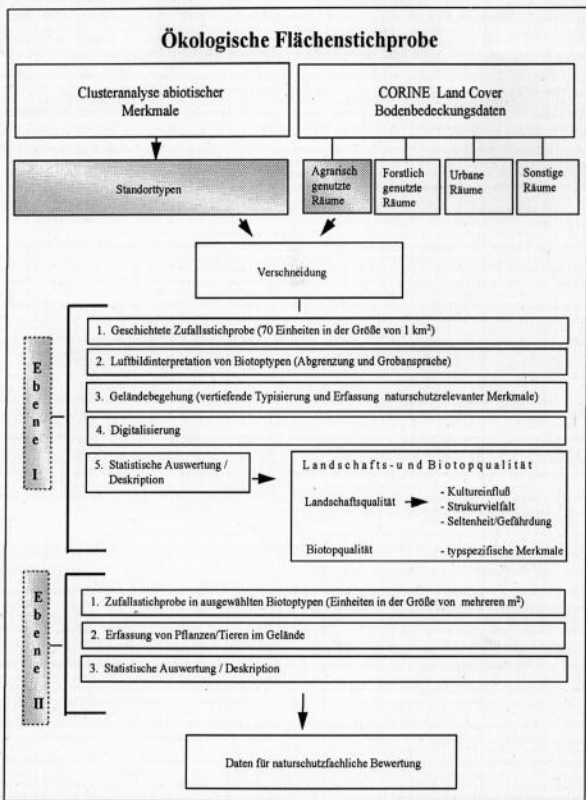 Ökologische Flächenstichprobe
Clusteranalyse abiotischer
Merkmale
CORINE Land Cover
Bodenbedeckungsdaten
Standorttypen
Agrarisch
genutzte
Räume
Forstlich
genutzte
Räume
Urbane
Räume
Sonstige
Räume
Verschneidung
Ebene I
1. Geschichtete Zufallsstichprobe (70 Einheiten in der Größe von 1 km²)
2. Luftbildinterpretation von Biotoptypen (Abgrenzung und Grobansprache)
3. Geländebegehung (vertiefende Typisierung und Erfassung naturschutzrelevanter Merkmale)
4. Digitalisierung
5. Statistische Auswertung /
Deskription
Landschafts- und Biotopqualität
Landschaftsqualität
- Kultureinfluß
- Strukurvielfalt
- Seltenheit/Gefährdung
Biotopqualität - typspezifische Merkmale
Ebene II
1. Zufallsstichprobe in ausgewählten Biotoptypen (Einheiten in der Größe von mehreren m²)
2. Erfassung von Pflanzen/Tieren im Gelände
3. Statistische Auswertung / Deskription
Daten für naturschutzfachliche Bewertung